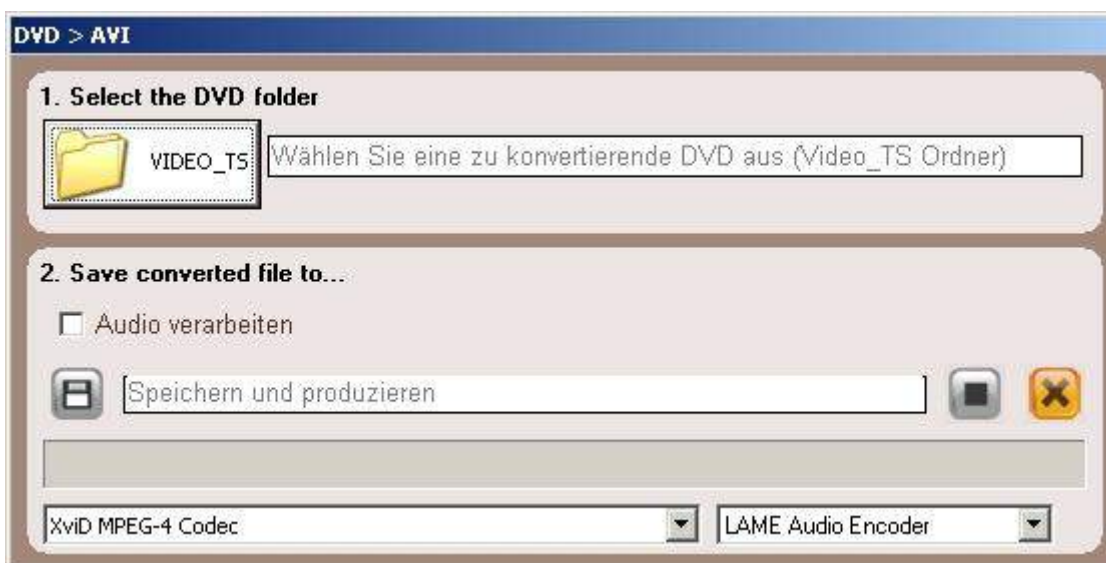 DVD > AVI
1. Select the DVD folder
VIDEO_TS
Wählen Sie eine zu konvertierende DVD aus (Video_TS Ordner)
2. Save converted file to...
Audio verarbeiten
Speichern und produzieren
XviD MPEG-4 Codec
LAME Audio Encoder